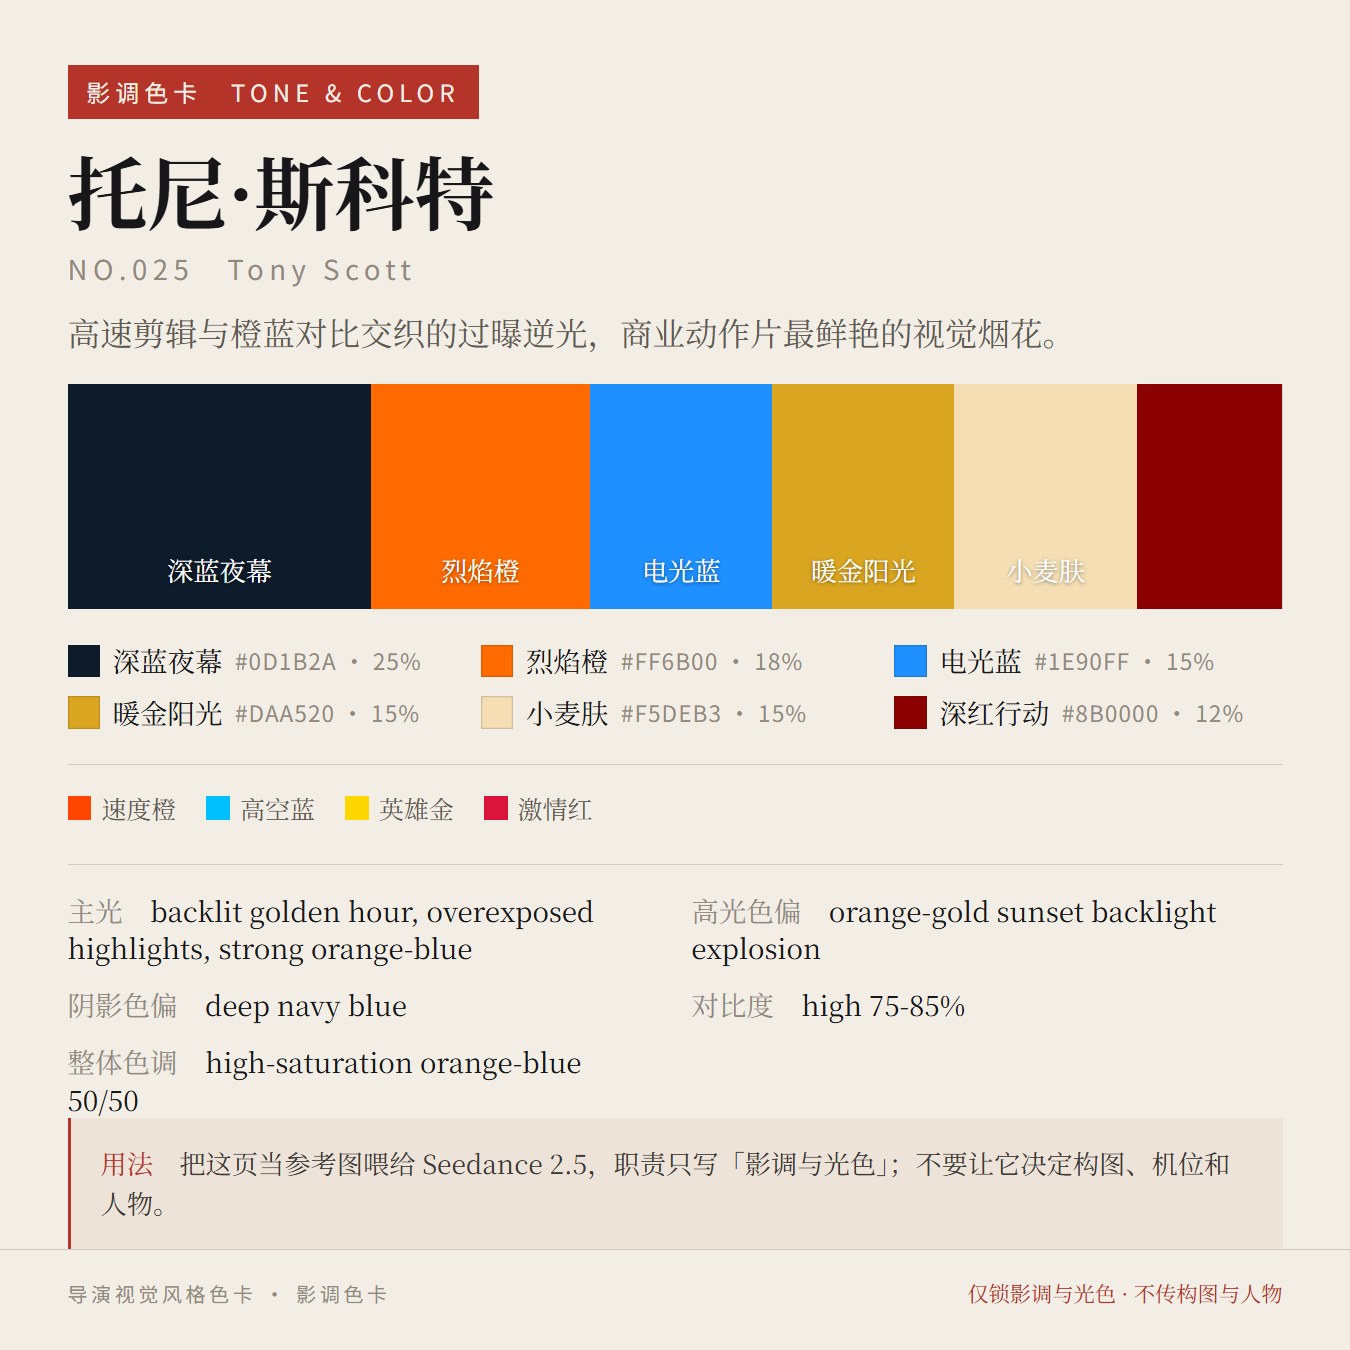 影调色卡 TONE & COLOR
托尼·斯科特
NO.025 Tony Scott
高速剪辑与橙蓝对比交织的过曝逆光，商业动作片最鲜艳的视觉烟花。
深蓝夜幕 烈焰橙 电光蓝 暖金阳光 小麦肤
深蓝夜幕 #0D1B2A · 25% 烈焰橙 #FF6B00 · 18% 电光蓝 #1E90FF · 15%
暖金阳光 #DAA520 · 15% 小麦肤 #F5DEB3 · 15% 深红行动 #8B0000 · 12%
速度橙 高空蓝 英雄金 激情红
主光 backlit golden hour, overexposed
highlights, strong orange-blue
高光色偏 orange-gold sunset backlight
explosion
阴影色偏 deep navy blue
对比度 high 75-85%
整体色调 high-saturation orange-blue
50/50
用法 把这页当参考图喂给 Seedance 2.5，职责只写「影调与光色」；不要让它决定构图、机位和
人物。
导演视觉风格色卡 · 影调色卡
仅锁影调与光色 · 不传构图与人物